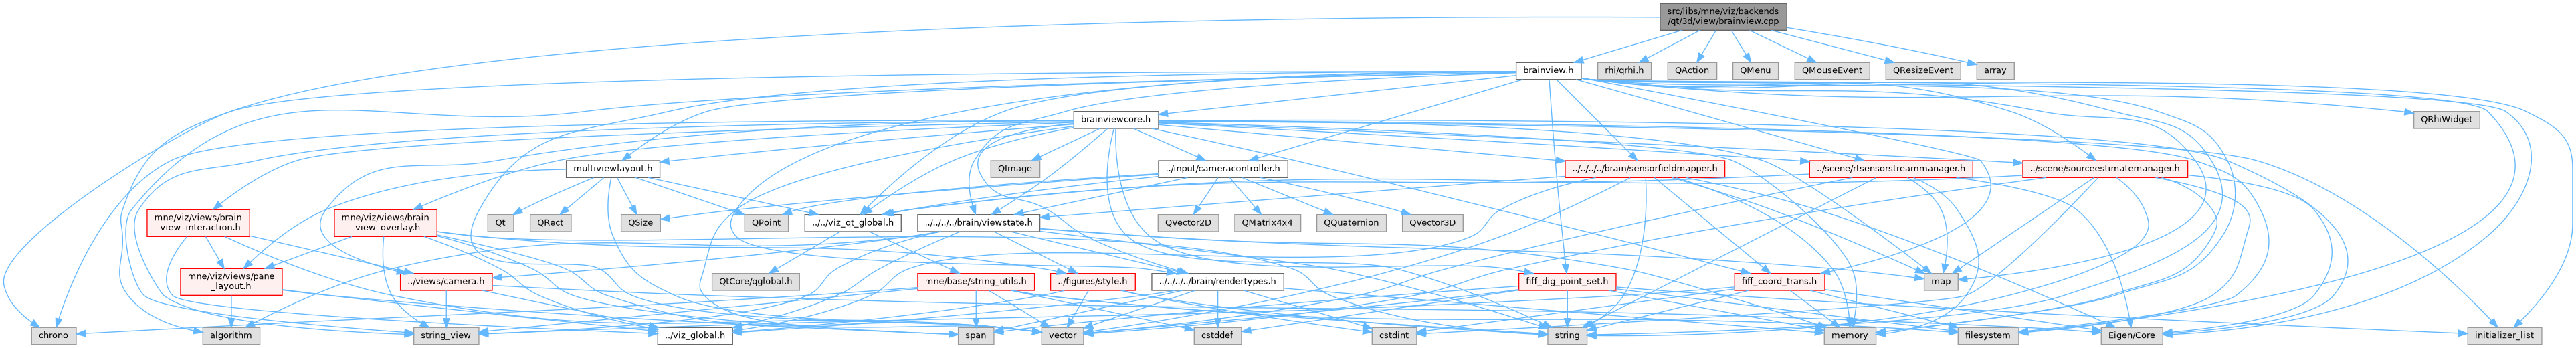 src/libs/mne/viz/backends
/qt/3d/view/brainview.cpp
brainview.h
rhi/qrhi.h
QAction
QMenu
QMouseEvent
QResizeEvent
array
brainviewcore.h
QRhiWidget
multiviewlayout.h
QImage
../input/cameracontroller.h
../../../../brain/sensorfieldmapper.h
../scene/rtsensorstreammanager.h
../scene/sourceestimatemanager.h
mne/viz/views/brain
_view_interaction.h
mne/viz/views/brain
_view_overlay.h
Qt
QRect
QSize
QPoint
../../viz_qt_global.h
../../../../brain/viewstate.h
QVector2D
QMatrix4x4
QQuaternion
QVector3D
mne/viz/views/pane
_layout.h
../views/camera.h
QtCore/qglobal.h
mne/base/string_utils.h
../figures/style.h
../../../../brain/rendertypes.h
fiff_dig_point_set.h
fiff_coord_trans.h
map
chrono
algorithm
string_view
../viz_global.h
span
vector
cstddef
cstdint
string
memory
filesystem
Eigen/Core
initializer_list